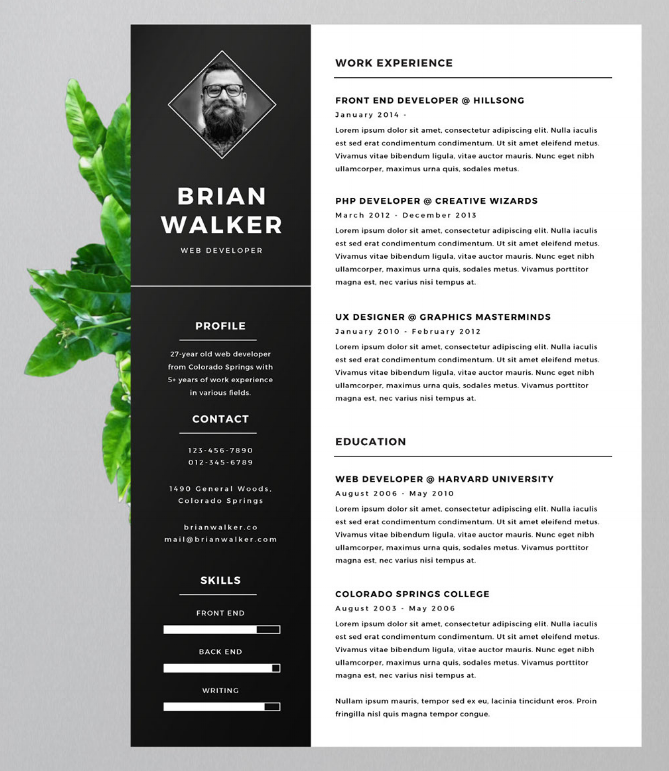 BRIAN
WALKER
WEB DEVELOPER
PROFILE
27-year old web developer
from Colorado Springs with
5+ years of work experience
in various fields.
CONTACT
123-456-7890
012-345-6789
1490 General Woods,
Colorado Springs
brianwalker.co
mail@brianwalker.com
SKILLS
FRONT END
BACK END
WRITING
WORK EXPERIENCE
FRONT END DEVELOPER @ HILLSONG
January 2014 -
Lorem ipsum dolor sit amet, consectetur adipiscing elit. Nulla iaculis
est sed erat condimentum condimentum. Ut sit amet eleifend metus.
Vivamus vitae bibendum ligula, vitae auctor mauris. Nunc eget nibh
ullamcorper, maximus urna quis, sodales metus.
PHP DEVELOPER @ CREATIVE WIZARDS
March 2012 - December 2013
Lorem ipsum dolor sit amet, consectetur adipiscing elit. Nulla iaculis
est sed erat condimentum condimentum. Ut sit amet eleifend metus.
Vivamus vitae bibendum ligula, vitae auctor mauris. Nunc eget nibh
ullamcorper, maximus urna quis, sodales metus. Vivamus porttitor
magna est, nec varius nisi tempus at.
UX DESIGNER @ GRAPHICS MASTERMINDS
January 2010 - February 2012
Lorem ipsum dolor sit amet, consectetur adipiscing elit. Nulla iaculis
est sed erat condimentum condimentum. Ut sit amet eleifend metus.
Vivamus vitae bibendum ligula, vitae auctor mauris. Nunc eget nibh
ullamcorper, maximus urna quis, sodales metus. Vivamus porttitor
magna est, nec varius nisi tempus at.
EDUCATION
WEB DEVELOPER @ HARVARD UNIVERSITY
August 2006 - May 2010
Lorem ipsum dolor sit amet, consectetur adipiscing elit. Nulla iaculis
est sed erat condimentum condimentum. Ut sit amet eleifend metus.
Vivamus vitae bibendum ligula, vitae auctor mauris. Nunc eget nibh
ullamcorper, maximus urna quis, sodales metus. Vivamus porttitor
magna est, nec varius nisi tempus at.
COLORADO SPRINGS COLLEGE
August 2003 - May 2006
Lorem ipsum dolor sit amet, consectetur adipiscing elit. Nulla iaculis
est sed erat condimentum condimentum. Ut sit amet eleifend metus.
Vivamus vitae bibendum ligula, vitae auctor mauris. Nunc eget nibh
ullamcorper, maximus urna quis, sodales metus. Vivamus porttitor
magna est, nec varius nisi tempus at.
Nullam ipsum mauris, tempor sed ex eu, lacinia tincidunt eros. Proin
fringilla nisl quis magna tempor congue.